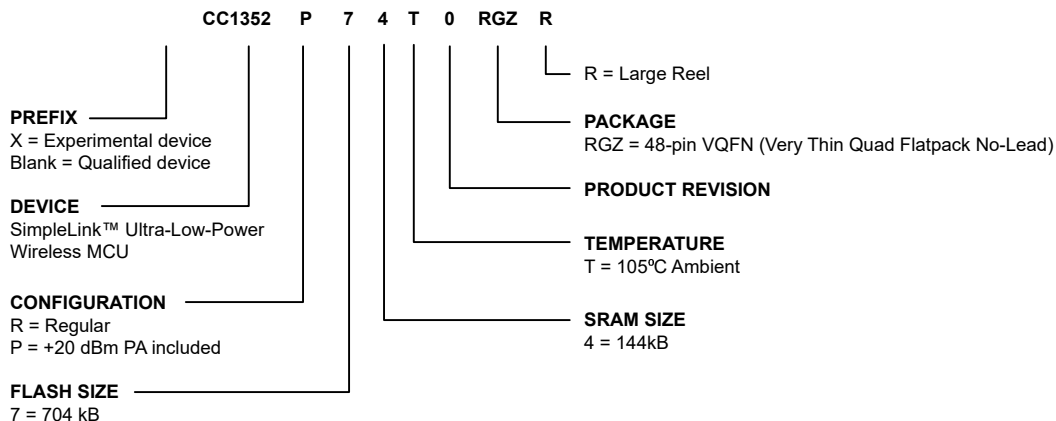 CC1352 P 7 4 T 0 RGZ R
PREFIX
X = Experimental device
Blank = Qualified device
DEVICE
SimpleLink™ Ultra-Low-Power
Wireless MCU
CONFIGURATION
R = Regular
P = +20 dBm PA included
FLASH SIZE
7 = 704 kB
R = Large Reel
PACKAGE
RGZ = 48-pin VQFN (Very Thin Quad Flatpack No-Lead)
PRODUCT REVISION
TEMPERATURE
T = 105ºC Ambient
SRAM SIZE
4 = 144kB